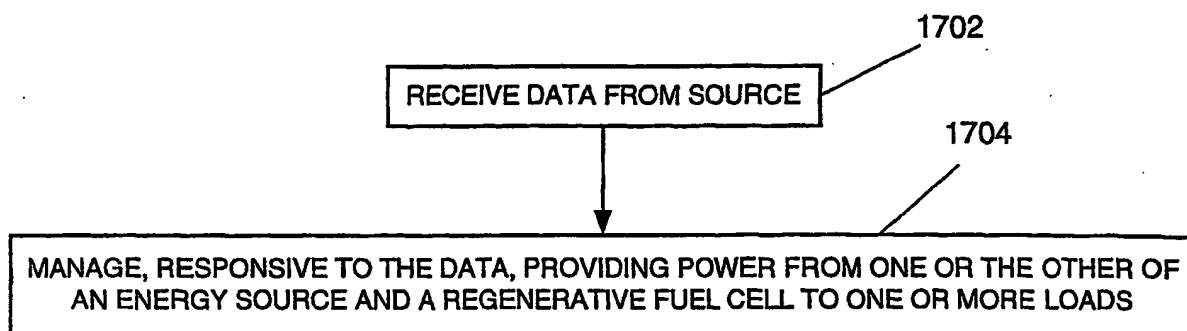 1702
RECEIVE DATA FROM SOURCE
1704
MANAGE, RESPONSIVE TO THE DATA, PROVIDING POWER FROM ONE OR THE OTHER OF
AN ENERGY SOURCE AND A REGENERATIVE FUEL CELL TO ONE OR MORE LOADS